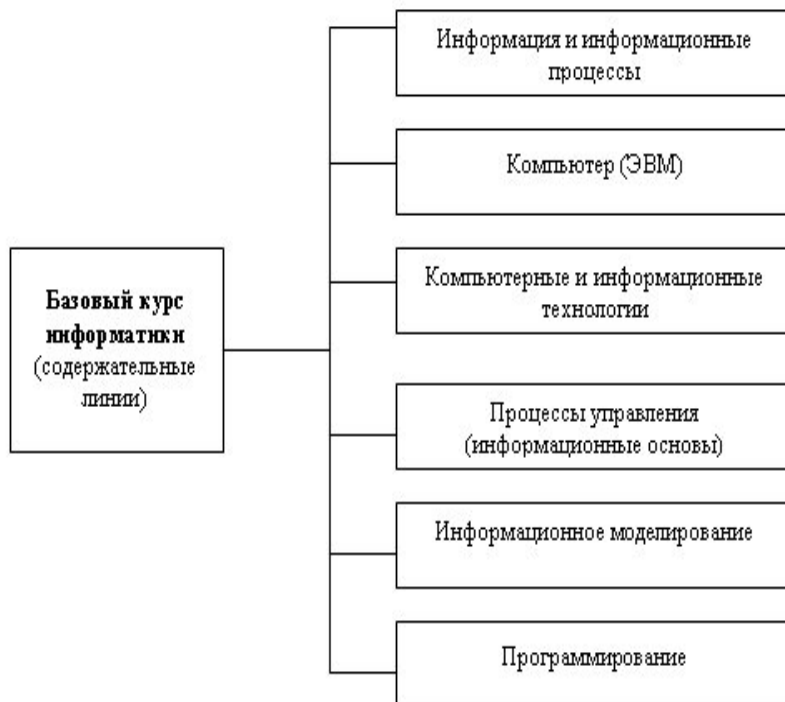 Информация и информационные
процессы
Компьютер (ЭВМ)
Компьютерные и информационные
технологии
Базовый курс
информатики
(содержательные
линии)
Процессы управления
(информационные основы)
Информационное моделирование
Программирование